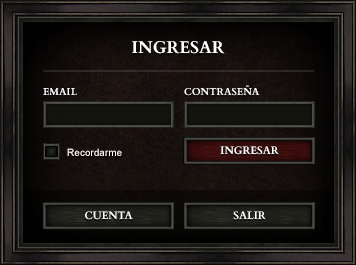 INGRESAR
EMAIL
CONTRASEÑA
Recordarme
INGRESAR
CUENTA
SALIR